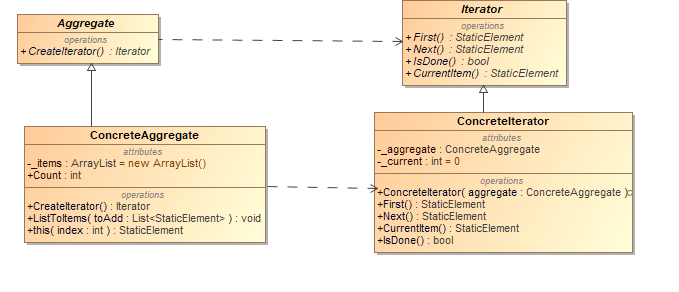 Aggregate
operations
+ CreateIterator() : Iterator
Iterator
operations
+ First() : StaticElement
+ Next() : StaticElement
+ IsDone() : bool
+ CurrentItem() : StaticElement
ConcreteAggregate
attributes
-_items : ArrayList = new ArrayList()
+Count : int
operations
+CreateIterator() : Iterator
+ListToItems( toAdd : List<StaticElement> ) : void
+this( index : int ) : StaticElement
ConcreteIterator
attributes
-_aggregate : ConcreteAggregate
-_current : int = 0
operations
+ConcreteIterator( aggregate : ConcreteAggregate )
+First() : StaticElement
+Next() : StaticElement
+CurrentItem() : StaticElement
+IsDone() : bool